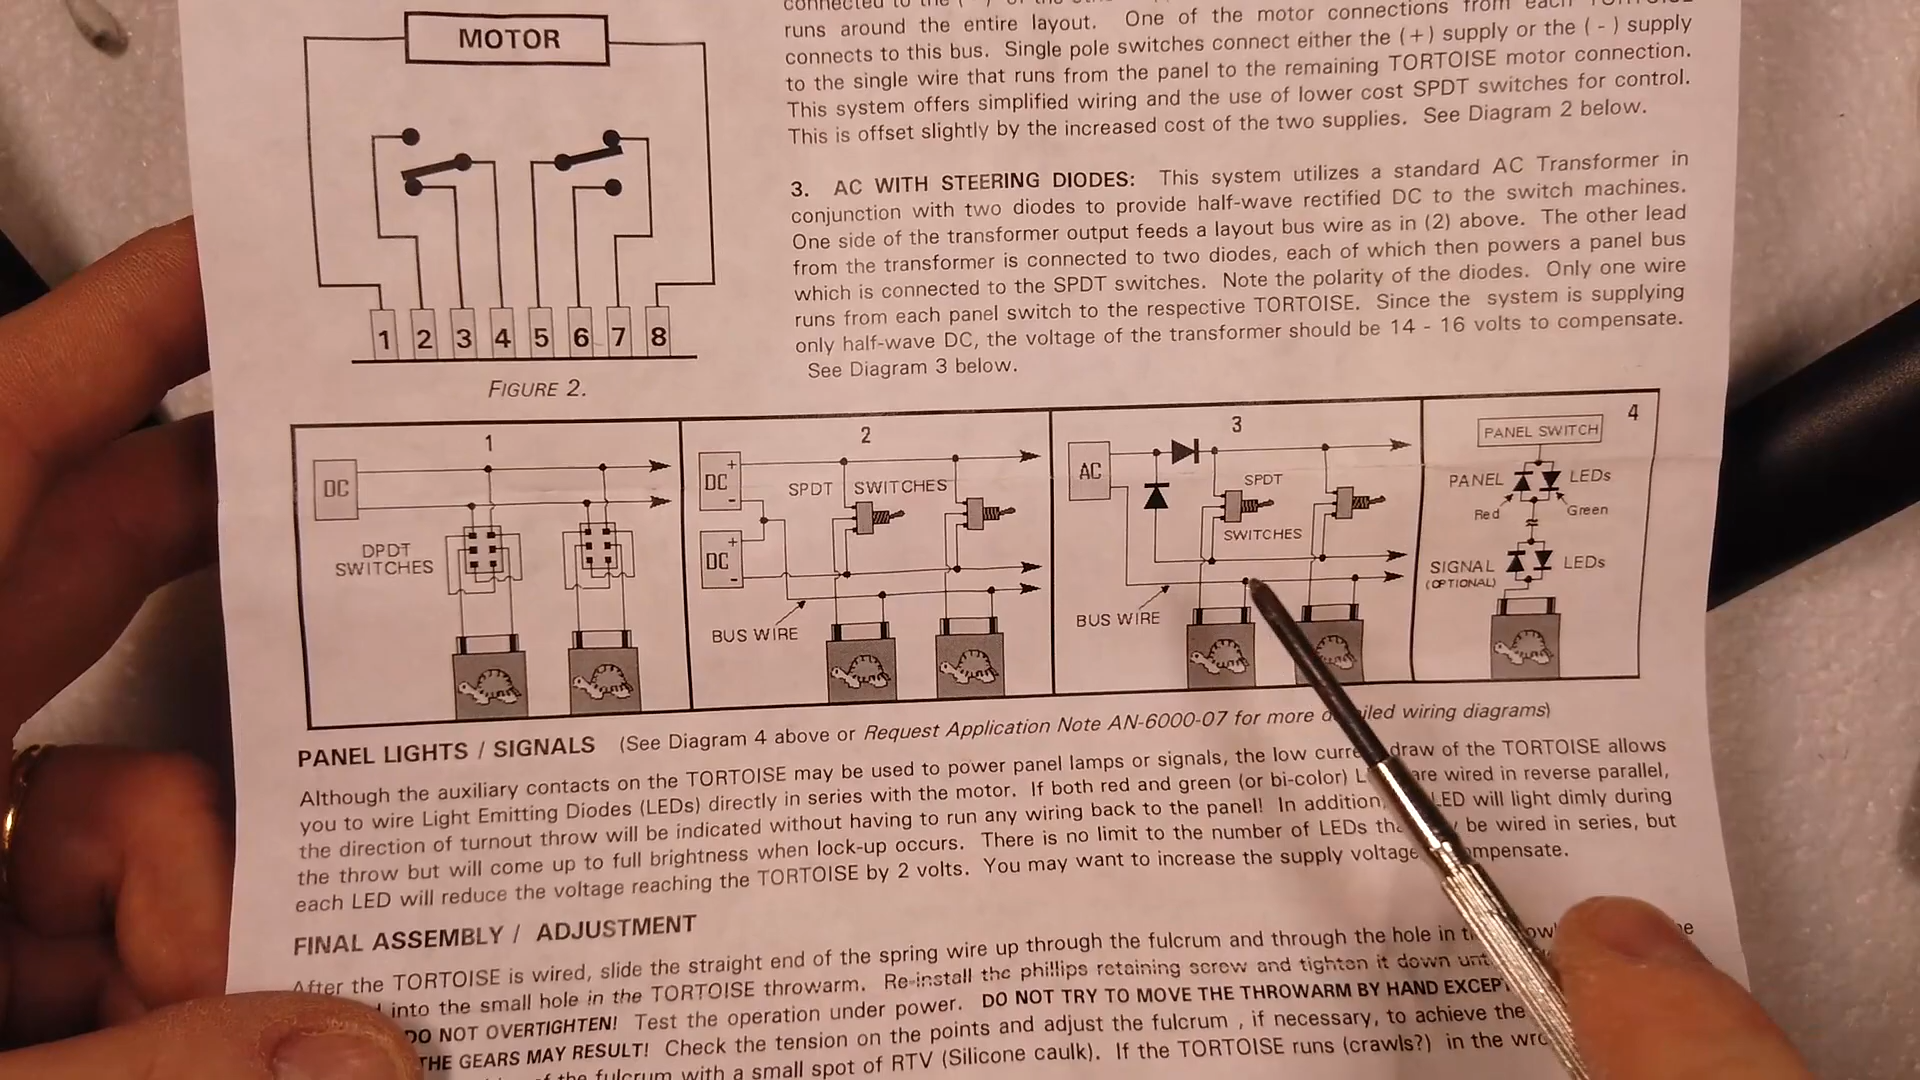 MOTOR
1 2 3 4 5 6 7 8
FIGURE 2.
connected to the ( - ) of the
runs around the entire layout. One of the motor connections from each TORTOISE
connects to this bus. Single pole switches connect either the (+) supply or the ( - ) supply
to the single wire that runs from the panel to the remaining TORTOISE motor connection.
This system offers simplified wiring and the use of lower cost SPDT switches for control.
This is offset slightly by the increased cost of the two supplies. See Diagram 2 below.
3. AC WITH STEERING DIODES: This system utilizes a standard AC Transformer in
conjunction with two diodes to provide half-wave rectified DC to the switch machines.
One side of the transformer output feeds a layout bus wire as in (2) above. The other lead
from the transformer is connected to two diodes, each of which then powers a panel bus
which is connected to the SPDT switches. Note the polarity of the diodes. Only one wire
runs from each panel switch to the respective TORTOISE. Since the system is supplying
only half-wave DC, the voltage of the transformer should be 14 - 16 volts to compensate.
See Diagram 3 below.
1
DC
DPDT
SWITCHES
2
DC + -
SPDT SWITCHES
DC + -
BUS WIRE
3
AC
SPDT
SWITCHES
BUS WIRE
4
PANEL SWITCH
PANEL LEDs
Red Green
SIGNAL LEDs
(OPTIONAL)
PANEL LIGHTS / SIGNALS (See Diagram 4 above or Request Application Note AN-6000-07 for more d iled wiring diagrams)
Although the auxiliary contacts on the TORTOISE may be used to power panel lamps or signals, the low curre draw of the TORTOISE allows
you to wire Light Emitting Diodes (LEDs) directly in series with the motor. If both red and green (or bi-color) L are wired in reverse parallel,
the direction of turnout throw will be indicated without having to run any wiring back to the panel! In addition, LED will light dimly during
the throw but will come up to full brightness when lock-up occurs. There is no limit to the number of LEDs tha be wired in series, but
each LED will reduce the voltage reaching the TORTOISE by 2 volts. You may want to increase the supply voltage mpensate.
FINAL ASSEMBLY / ADJUSTMENT
After the TORTOISE is wired, slide the straight end of the spring wire up through the fulcrum and through the hole in t
into the small hole in the TORTOISE throwarm. Re-install the phillips retaining screw and tighten it down unt
DO NOT OVERTIGHTEN! Test the operation under power. DO NOT TRY TO MOVE THE THROWARM BY HAND EXCEP
THE GEARS MAY RESULT! Check the tension on the points and adjust the fulcrum , if necessary, to achieve the
of the fulcrum with a small spot of RTV (Silicone caulk). If the TORTOISE runs (crawls?) in the wro